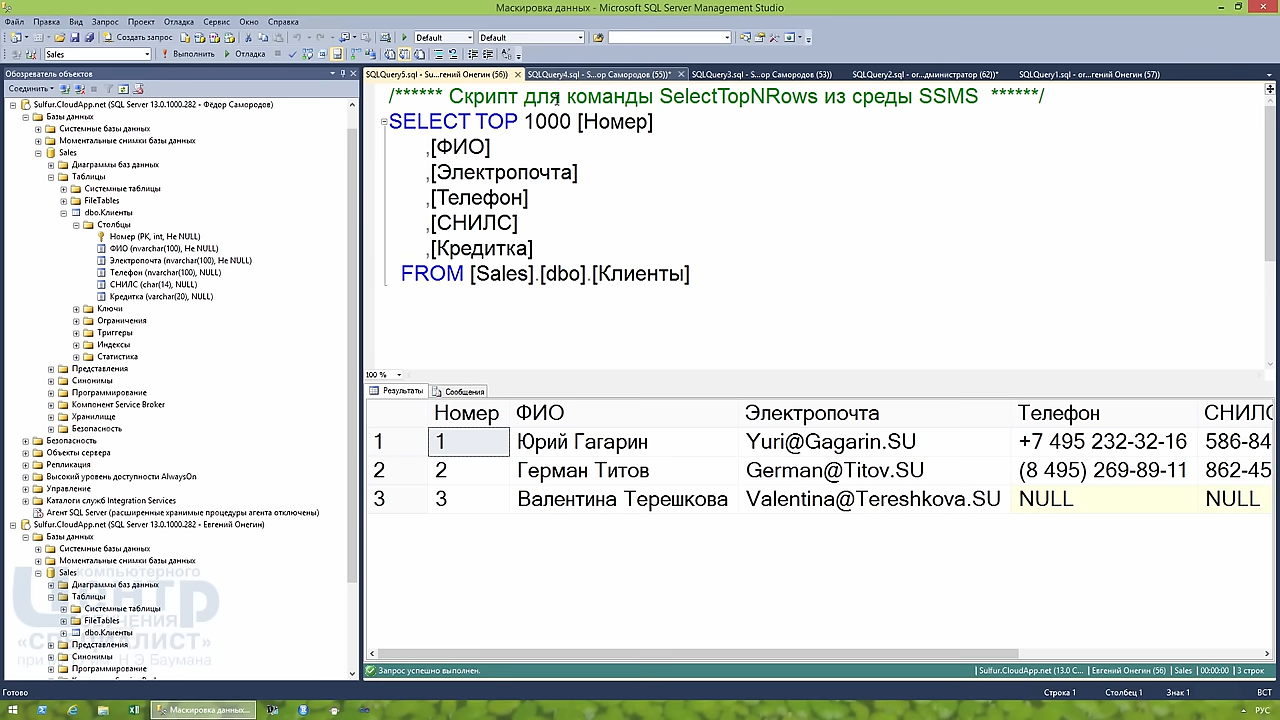 Маскировка данных - Microsoft SQL Server Management Studio
Файл Правка Вид Запрос Проект Отладка Сервис Окно Справка
Создать запрос Default Default
Sales Выполнить Отладка
Обозреватель объектов
Соединить
Sulfur.CloudApp.net (SQL Server 13.0.1000.282 - Фёдор Самородов)
Базы данных
Системные базы данных
Моментальные снимки базы данных
Sales
Диаграммы баз данных
Таблицы
Системные таблицы
FileTables
dbo.Клиенты
Столбцы
Номер (PK, int, Не NULL)
ФИО (nvarchar(100), Не NULL)
Электропочта (nvarchar(100), Не NULL)
Телефон (nvarchar(100), NULL)
СНИЛС (char(14), NULL)
Кредитка (varchar(20), NULL)
Ключи
Ограничения
Триггеры
Индексы
Статистика
Представления
Синонимы
Программирование
Компонент Service Broker
Хранилище
Безопасность
Безопасность
Объекты сервера
Репликация
Высокий уровень доступности AlwaysOn
Управление
Каталоги служб Integration Services
Агент SQL Server (расширенные хранимые процедуры агента отключены)
Sulfur.CloudApp.net (SQL Server 13.0.1000.282 - Евгений Онегин)
Базы данных
Системные базы данных
Моментальные снимки базы данных
Sales
Диаграммы баз данных
Таблицы
Системные таблицы
FileTables
dbo.Клиенты
Представления
Синонимы
Программирование
компьютерного
Центр
«СПЕЦИАЛИСТ»
SQLQuery5.sql - Su...гений Онегин (56)) SQLQuery4.sql - S...ор Самородов (55))* SQLQuery3.sql - S...ор Самородов (53)) SQLQuery2.sql - or...дминистратор (62))* SQLQuery1.sql - or...гений Онегин (57))
/****** Скрипт для команды SelectTopNRows из среды SSMS ******/
SELECT TOP 1000 [Номер]
,[ФИО]
,[Электропочта]
,[Телефон]
,[СНИЛС]
,[Кредитка]
FROM [Sales].[dbo].[Клиенты]
100 %
Результаты Сообщения
Номер ФИО Электропочта Телефон СНИЛС
1 1 Юрий Гагарин Yuri@Gagarin.SU +7 495 232-32-16 586-84
2 2 Герман Титов German@Titov.SU (8 495) 269-89-11 862-45
3 3 Валентина Терешкова Valentina@Tereshkova.SU NULL NULL
Запрос успешно выполнен. Sulfur.CloudApp.net (13.0 C... Евгений Онегин (56) Sales 00:00:00 3 строк
Готово Строка 1 Столбец 1 Знак 1 ВСТ
Маскировка данных... РУС